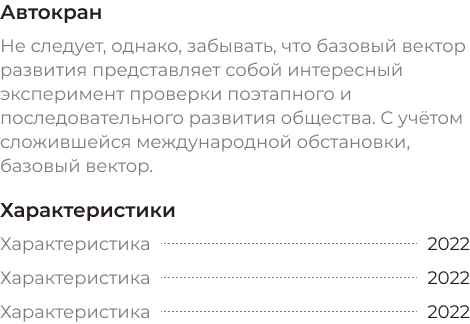 Автокран
Не следует, однако, забывать, что базовый вектор
развития представляет собой интересный
эксперимент проверки поэтапного и
последовательного развития общества. С учётом
сложившейся международной обстановки,
базовый вектор.
Характеристики
Характеристика 2022
Характеристика 2022
Характеристика 2022